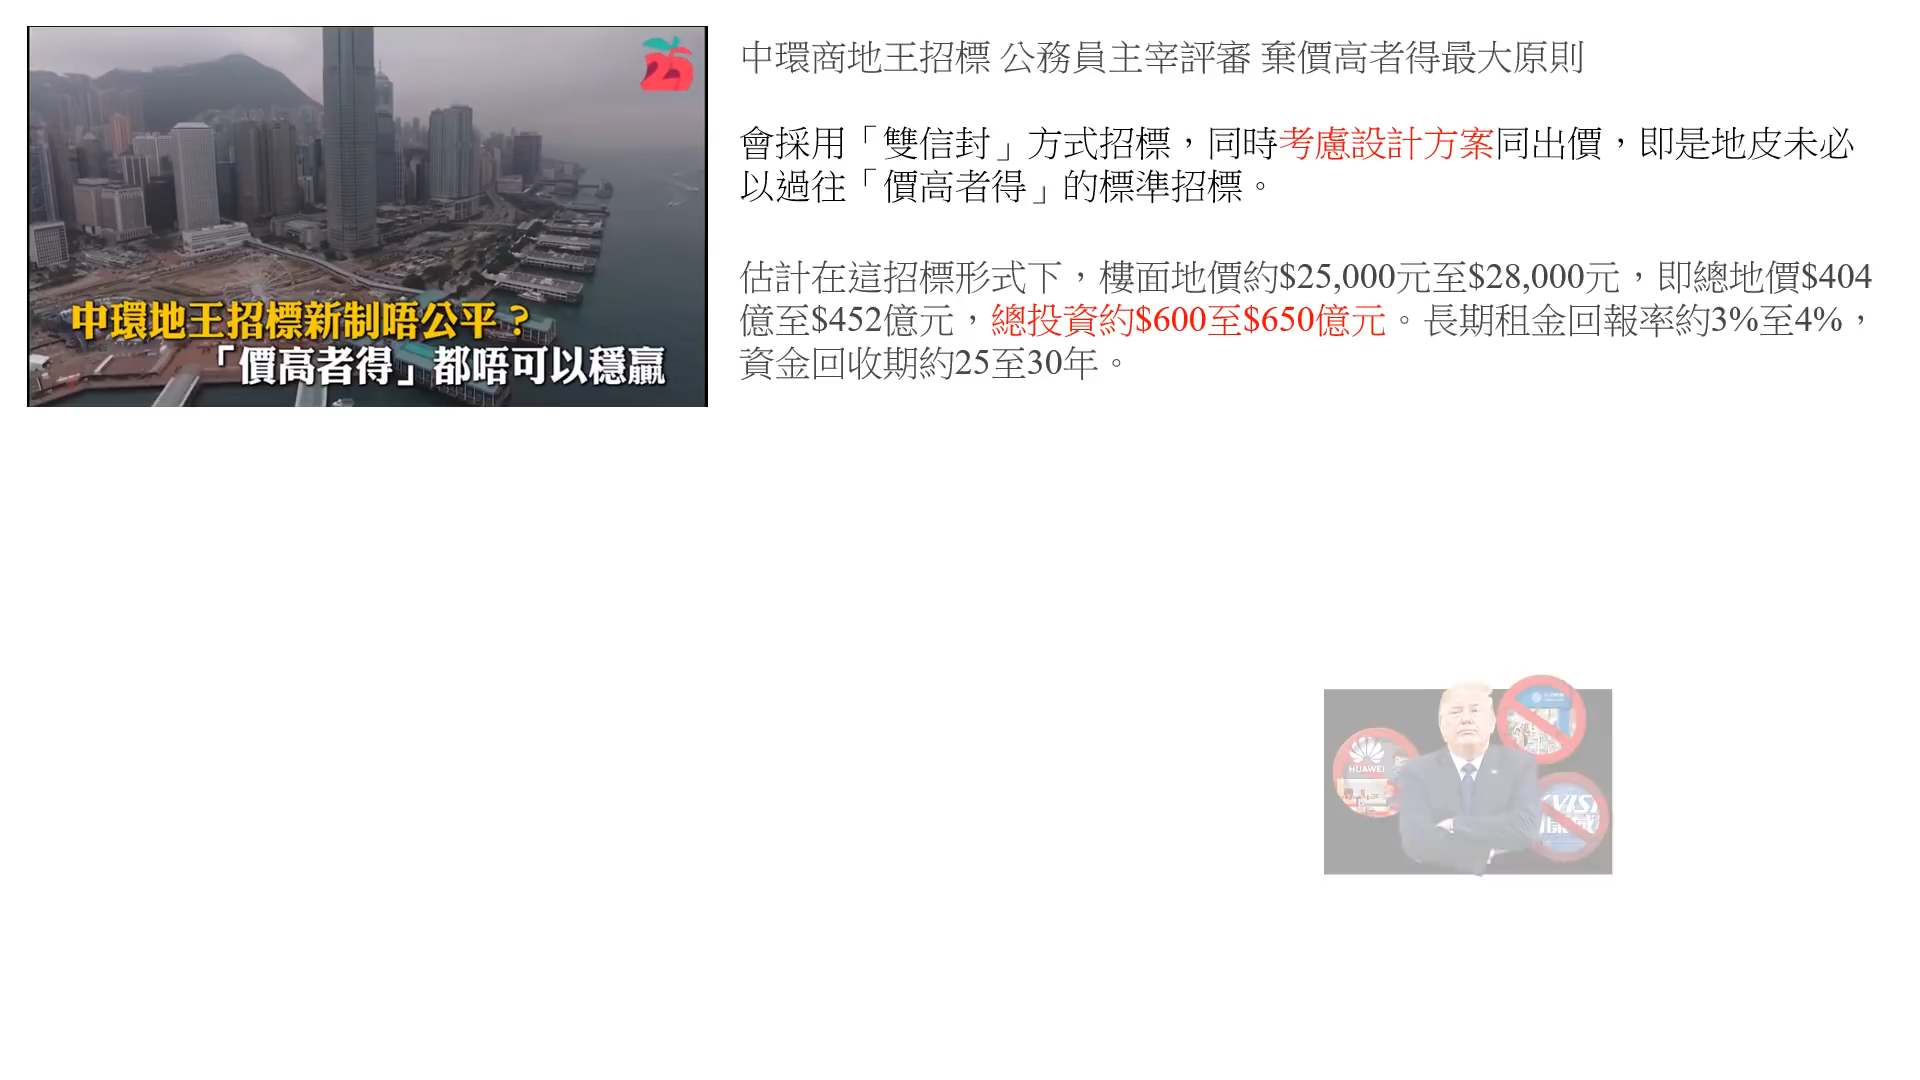 25
中環地王招標新制唔公平？
「價高者得」都唔可以穩贏
中環商地王招標 公務員主宰評審 棄價高者得最大原則
會採用「雙信封」方式招標，同時考慮設計方案同出價，即是地皮未必
以過往「價高者得」的標準招標。
估計在這招標形式下，樓面地價約$25,000元至$28,000元，即總地價$404
億至$452億元，總投資約$600至$650億元。長期租金回報率約3%至4%，
資金回收期約25至30年。
HUAWEI